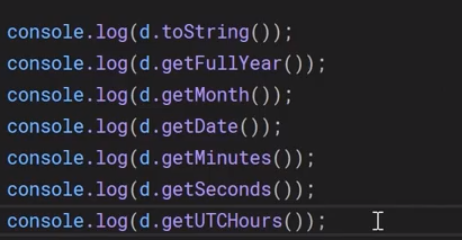 console.log(d.toString());
console.log(d.getFullYear());
console.log(d.getMonth());
console.log(d.getDate());
console.log(d.getMinutes());
console.log(d.getSeconds());
console.log(d.getUTCHours());